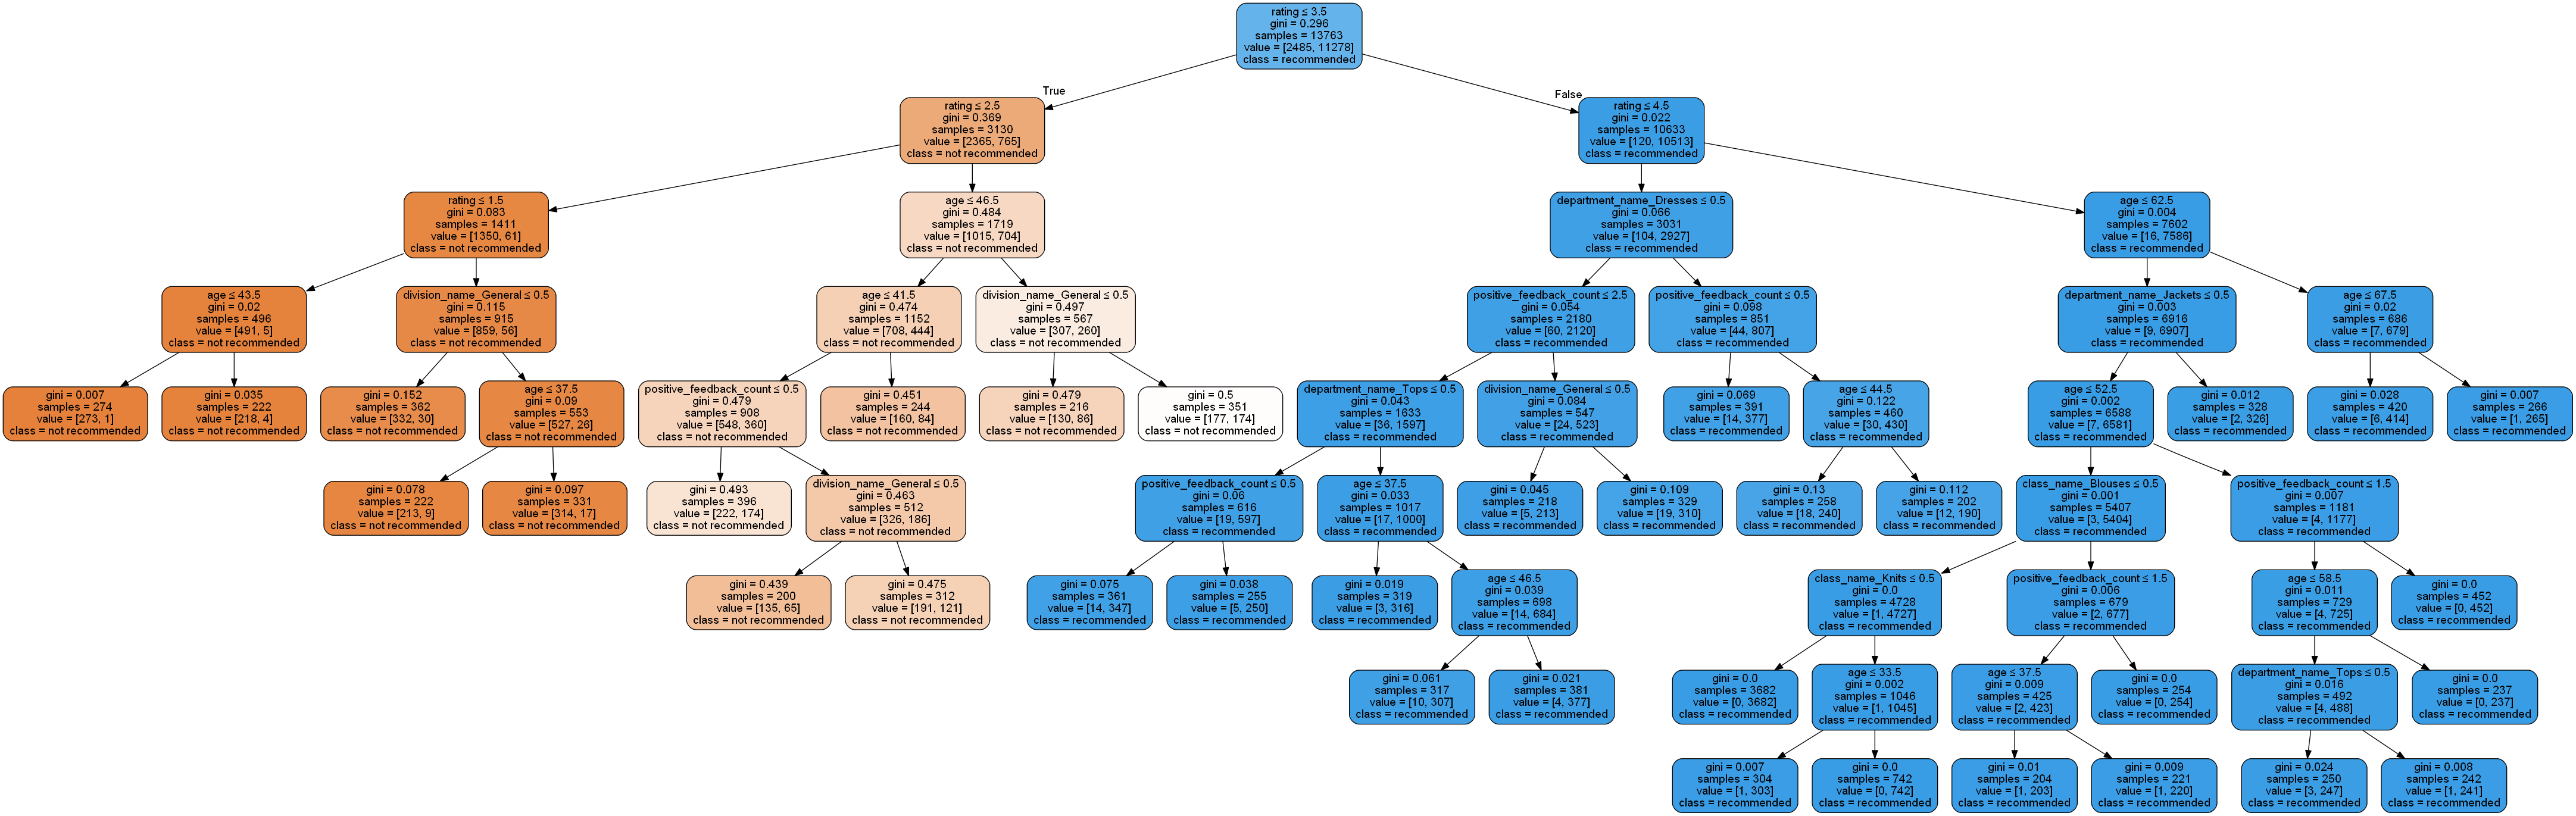 rating ≤ 3.5
gini = 0.296
samples = 13763
value = [2485, 11278]
class = recommended
True
False
rating ≤ 2.5
gini = 0.369
samples = 3130
value = [2365, 765]
class = not recommended
rating ≤ 4.5
gini = 0.022
samples = 10633
value = [120, 10513]
class = recommended
rating ≤ 1.5
gini = 0.083
samples = 1411
value = [1350, 61]
class = not recommended
age ≤ 46.5
gini = 0.484
samples = 1719
value = [1015, 704]
class = not recommended
department_name_Dresses ≤ 0.5
gini = 0.066
samples = 3031
value = [104, 2927]
class = recommended
age ≤ 62.5
gini = 0.004
samples = 7602
value = [16, 7586]
class = recommended
age ≤ 43.5
gini = 0.02
samples = 496
value = [491, 5]
class = not recommended
division_name_General ≤ 0.5
gini = 0.115
samples = 915
value = [859, 56]
class = not recommended
age ≤ 41.5
gini = 0.474
samples = 1152
value = [708, 444]
class = not recommended
division_name_General ≤ 0.5
gini = 0.497
samples = 567
value = [307, 260]
class = not recommended
positive_feedback_count ≤ 2.5
gini = 0.054
samples = 2180
value = [60, 2120]
class = recommended
positive_feedback_count ≤ 0.5
gini = 0.098
samples = 851
value = [44, 807]
class = recommended
department_name_Jackets ≤ 0.5
gini = 0.003
samples = 6916
value = [9, 6907]
class = recommended
age ≤ 67.5
gini = 0.02
samples = 686
value = [7, 679]
class = recommended
gini = 0.007
samples = 274
value = [273, 1]
class = not recommended
gini = 0.035
samples = 222
value = [218, 4]
class = not recommended
gini = 0.152
samples = 362
value = [332, 30]
class = not recommended
age ≤ 37.5
gini = 0.09
samples = 553
value = [527, 26]
class = not recommended
positive_feedback_count ≤ 0.5
gini = 0.479
samples = 908
value = [548, 360]
class = not recommended
gini = 0.451
samples = 244
value = [160, 84]
class = not recommended
gini = 0.479
samples = 216
value = [130, 86]
class = not recommended
gini = 0.5
samples = 351
value = [177, 174]
class = not recommended
department_name_Tops ≤ 0.5
gini = 0.043
samples = 1633
value = [36, 1597]
class = recommended
division_name_General ≤ 0.5
gini = 0.084
samples = 547
value = [24, 523]
class = recommended
gini = 0.069
samples = 391
value = [14, 377]
class = recommended
age ≤ 44.5
gini = 0.122
samples = 460
value = [30, 430]
class = recommended
age ≤ 52.5
gini = 0.002
samples = 6588
value = [7, 6581]
class = recommended
gini = 0.012
samples = 328
value = [2, 326]
class = recommended
gini = 0.028
samples = 420
value = [6, 414]
class = recommended
gini = 0.007
samples = 266
value = [1, 265]
class = recommended
gini = 0.078
samples = 222
value = [213, 9]
class = not recommended
gini = 0.097
samples = 331
value = [314, 17]
class = not recommended
gini = 0.493
samples = 396
value = [222, 174]
class = not recommended
division_name_General ≤ 0.5
gini = 0.463
samples = 512
value = [326, 186]
class = not recommended
positive_feedback_count ≤ 0.5
gini = 0.06
samples = 616
value = [19, 597]
class = recommended
age ≤ 37.5
gini = 0.033
samples = 1017
value = [17, 1000]
class = recommended
gini = 0.045
samples = 218
value = [5, 213]
class = recommended
gini = 0.109
samples = 329
value = [19, 310]
class = recommended
gini = 0.13
samples = 258
value = [18, 240]
class = recommended
gini = 0.112
samples = 202
value = [12, 190]
class = recommended
class_name_Blouses ≤ 0.5
gini = 0.001
samples = 5407
value = [3, 5404]
class = recommended
positive_feedback_count ≤ 1.5
gini = 0.007
samples = 1181
value = [4, 1177]
class = recommended
gini = 0.439
samples = 200
value = [135, 65]
class = not recommended
gini = 0.475
samples = 312
value = [191, 121]
class = not recommended
gini = 0.075
samples = 361
value = [14, 347]
class = recommended
gini = 0.038
samples = 255
value = [5, 250]
class = recommended
gini = 0.019
samples = 319
value = [3, 316]
class = recommended
age ≤ 46.5
gini = 0.039
samples = 698
value = [14, 684]
class = recommended
class_name_Knits ≤ 0.5
gini = 0.0
samples = 4728
value = [1, 4727]
class = recommended
positive_feedback_count ≤ 1.5
gini = 0.006
samples = 679
value = [2, 677]
class = recommended
age ≤ 58.5
gini = 0.011
samples = 729
value = [4, 725]
class = recommended
gini = 0.0
samples = 452
value = [0, 452]
class = recommended
gini = 0.061
samples = 317
value = [10, 307]
class = recommended
gini = 0.021
samples = 381
value = [4, 377]
class = recommended
gini = 0.0
samples = 3682
value = [0, 3682]
class = recommended
age ≤ 33.5
gini = 0.002
samples = 1046
value = [1, 1045]
class = recommended
age ≤ 37.5
gini = 0.009
samples = 425
value = [2, 423]
class = recommended
gini = 0.0
samples = 254
value = [0, 254]
class = recommended
department_name_Tops ≤ 0.5
gini = 0.016
samples = 492
value = [4, 488]
class = recommended
gini = 0.0
samples = 237
value = [0, 237]
class = recommended
gini = 0.007
samples = 304
value = [1, 303]
class = recommended
gini = 0.0
samples = 742
value = [0, 742]
class = recommended
gini = 0.01
samples = 204
value = [1, 203]
class = recommended
gini = 0.009
samples = 221
value = [1, 220]
class = recommended
gini = 0.024
samples = 250
value = [3, 247]
class = recommended
gini = 0.008
samples = 242
value = [1, 241]
class = recommended